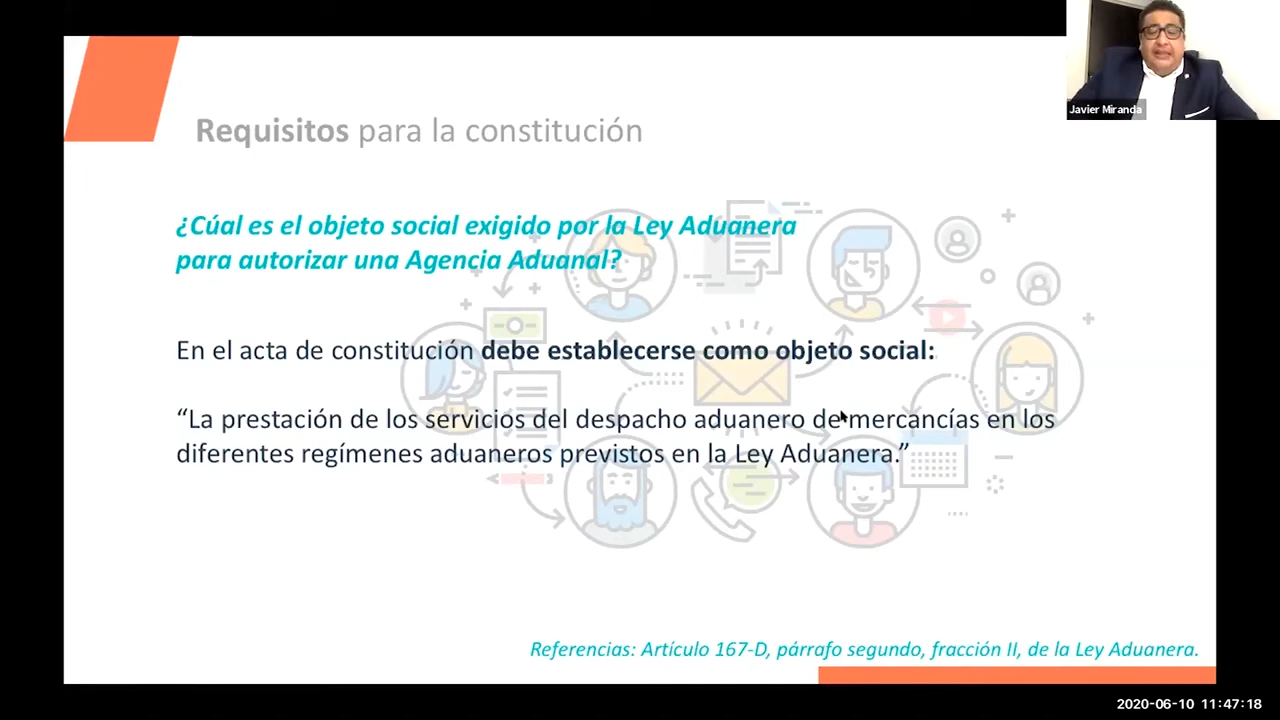 Javier Miranda
Requisitos para la constitución
¿Cúal es el objeto social exigido por la Ley Aduanera
para autorizar una Agencia Aduanal?
En el acta de constitución debe establecerse como objeto social:
“La prestación de los servicios del despacho aduanero de mercancías en los
diferentes regímenes aduaneros previstos en la Ley Aduanera.”
Referencias: Artículo 167-D, párrafo segundo, fracción II, de la Ley Aduanera.
2020-06-10 11:47:18